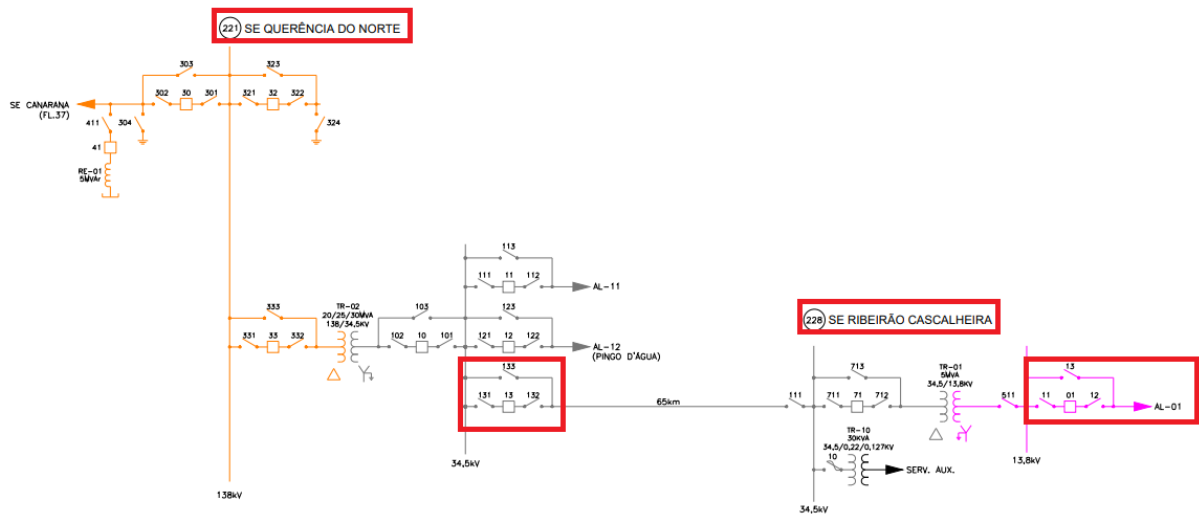 221 SE QUERÊNCIA DO NORTE
303
323
302 30 301 321 32 322
SE CANARANA
(FL.37)
411 304 324
41
RE-01
5MVAr
113
111 11 112
AL-11
333
TR-02
20/25/30MVA
138/34,5KV
103
123
331 33 332
102 10 101 121 12 122
AL-12
(PINGO D'ÁGUA)
133
131 13 132
65km
34,5kV
138kV
228 SE RIBEIRÃO CASCALHEIRA
713
TR-01
5MVA
34,5/13,8KV
13
111 711 71 712
511 11 01 12
AL-01
TR-10
30KVA
34,5/0,22/0,127KV
10
SERV. AUX.
13,8kV
34,5kV